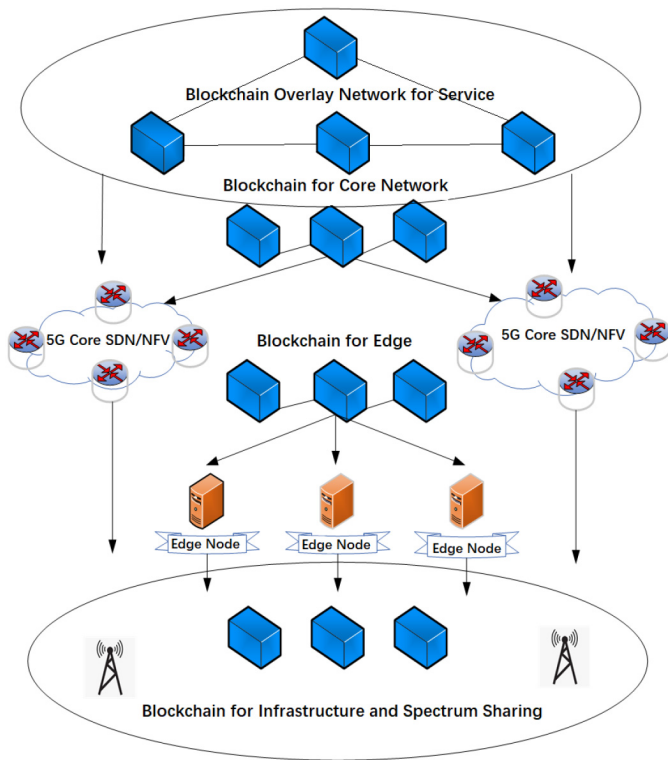 Blockchain Overlay Network for Service
Blockchain for Core Network
5G Core SDN/NFV
5G Core SDN/NFV
Blockchain for Edge
Edge Node
Edge Node
Edge Node
Blockchain for Infrastructure and Spectrum Sharing